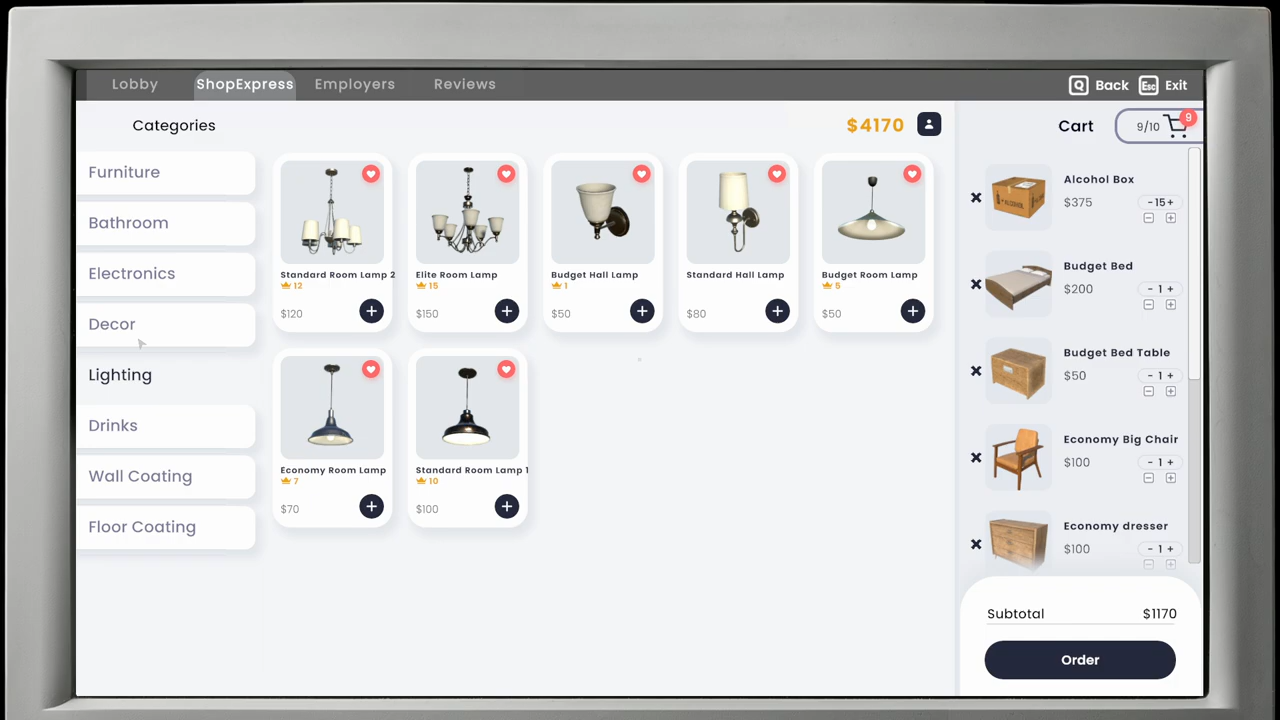 Lobby
ShopExpress
Employers
Reviews
Q Back
Esc Exit
Categories
$4170
Cart
9/10
9
Furniture
Bathroom
Electronics
Decor
Lighting
Drinks
Wall Coating
Floor Coating
Standard Room Lamp 2
12
$120
Elite Room Lamp
15
$150
Budget Hall Lamp
1
$50
Standard Hall Lamp
$80
Budget Room Lamp
5
$50
Economy Room Lamp
7
$70
Standard Room Lamp 1
10
$100
Alcohol Box
$375
- 15 +
Budget Bed
$200
- 1 +
Budget Bed Table
$50
- 1 +
Economy Big Chair
$100
- 1 +
Economy dresser
$100
- 1 +
Subtotal $1170
Order